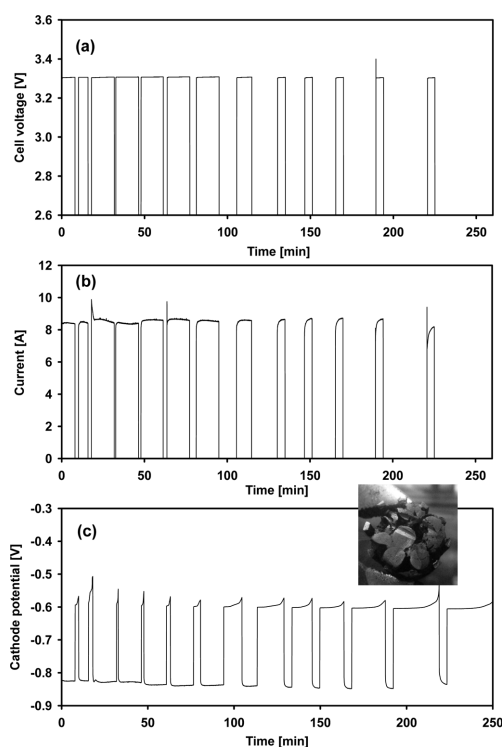 (a)
Cell voltage [V]
3.6
3.4
3.2
3.0
2.8
2.6
0 50 100 150 200 250
Time [min]
(b)
Current [A]
12
10
8
6
4
2
0
0 50 100 150 200 250
Time [min]
(c)
Cathode potential [V]
-0.3
-0.4
-0.5
-0.6
-0.7
-0.8
-0.9
0 50 100 150 200 250
Time [min]